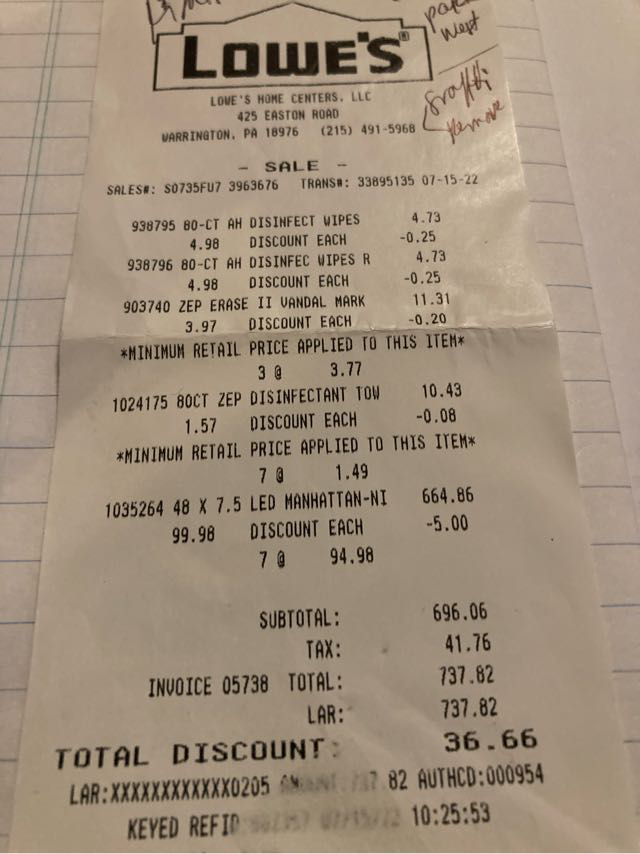 LOWE'S®
West
Graffiti
Remove
LOWE'S HOME CENTERS, LLC
425 EASTON ROAD
WARRINGTON, PA 18976 (215) 491-5968
- SALE -
SALES#: S0735FU7 3963676 TRANS#: 33895135 07-15-22
938795 80-CT AH DISINFECT WIPES 4.73
4.98 DISCOUNT EACH -0.25
938796 80-CT AH DISINFEC WIPES R 4.73
4.98 DISCOUNT EACH -0.25
903740 ZEP ERASE II VANDAL MARK 11.31
3.97 DISCOUNT EACH -0.20
*MINIMUM RETAIL PRICE APPLIED TO THIS ITEM*
3 @ 3.77
1024175 80CT ZEP DISINFECTANT TOW 10.43
1.57 DISCOUNT EACH -0.08
*MINIMUM RETAIL PRICE APPLIED TO THIS ITEM*
7 @ 1.49
1035264 48 X 7.5 LED MANHATTAN-NI 664.86
99.98 DISCOUNT EACH -5.00
7 @ 94.98
SUBTOTAL: 696.06
TAX: 41.76
INVOICE 05738 TOTAL: 737.82
LAR: 737.82
TOTAL DISCOUNT: 36.66
LAR:XXXXXXXXXXXX0205 82 AUTHCD:000954
KEYED REFID 10:25:53